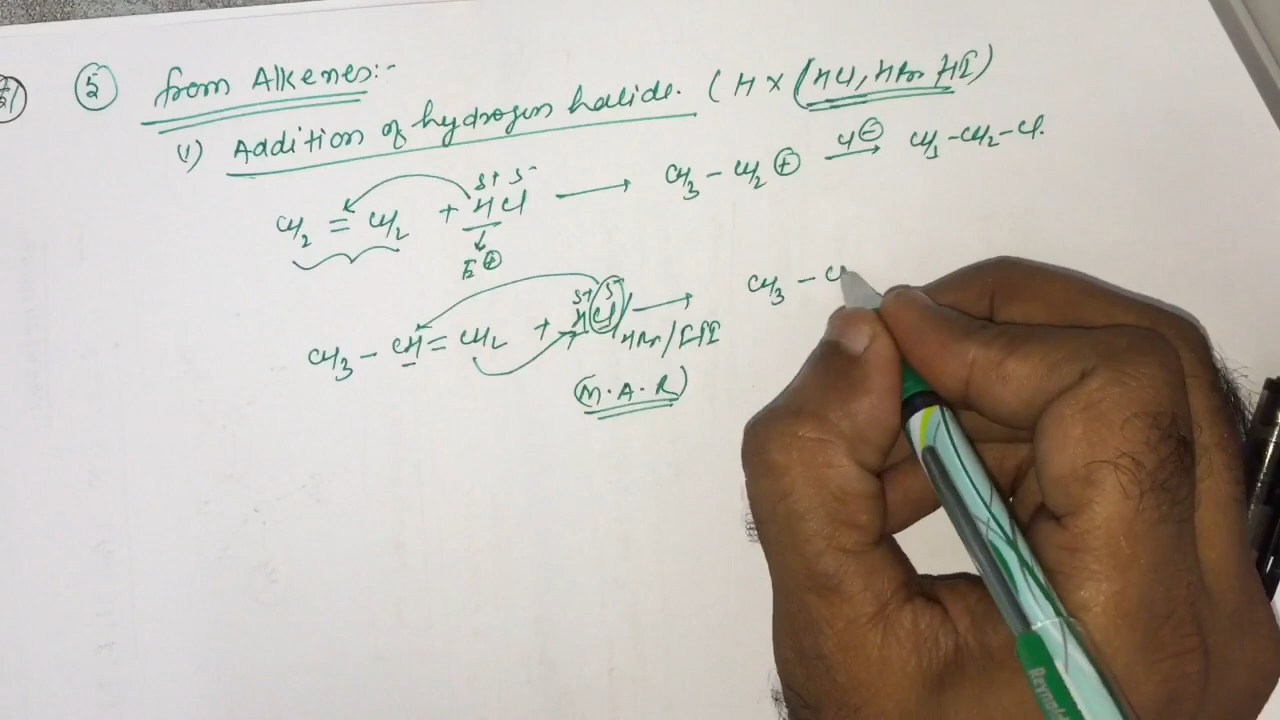 5) from Alkenes:-
1) Addition of hydrogen halide. ( H X (HCl, HBr HI)
CH2 = CH2 + HCl → CH3 - CH2 ⊕ Cl⊖ → CH3 - CH2 - Cl.
δ+ δ-
E⊕
CH3 - CH = CH2 + HCl / HBr / HI → CH3 - C
δ+ δ-
(M.A.R)
Reynolds